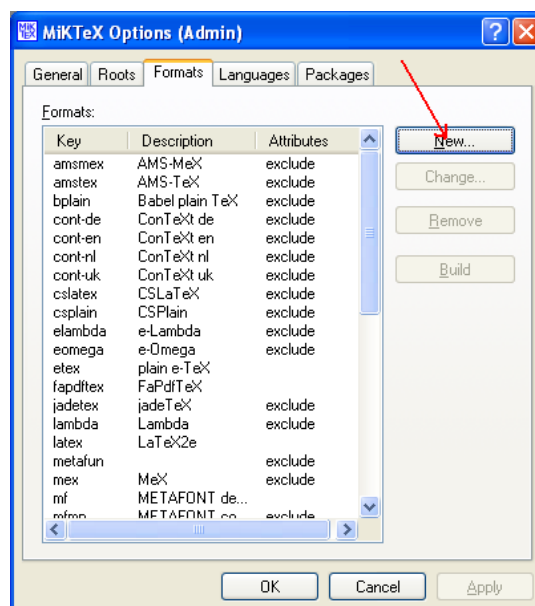 MiKTeX Options (Admin)
General Roots Formats Languages Packages
Formats:
Key Description Attributes
amsmex AMS-MeX exclude
amstex AMS-TeX exclude
bplain Babel plain TeX exclude
cont-de ConTeXt de exclude
cont-en ConTeXt en exclude
cont-nl ConTeXt nl exclude
cont-uk ConTeXt uk exclude
cslatex CSLaTeX exclude
csplain CSPlain exclude
elambda e-Lambda exclude
eomega e-Omega exclude
etex plain e-TeX
fapdftex FaPdfTeX
jadetex jadeTeX exclude
lambda Lambda exclude
latex LaTeX2e
metafun exclude
mex MeX exclude
mf METAFONT de...
mfmp METAFONT co... exclude
New...
Change...
Remove
Build
OK Cancel Apply